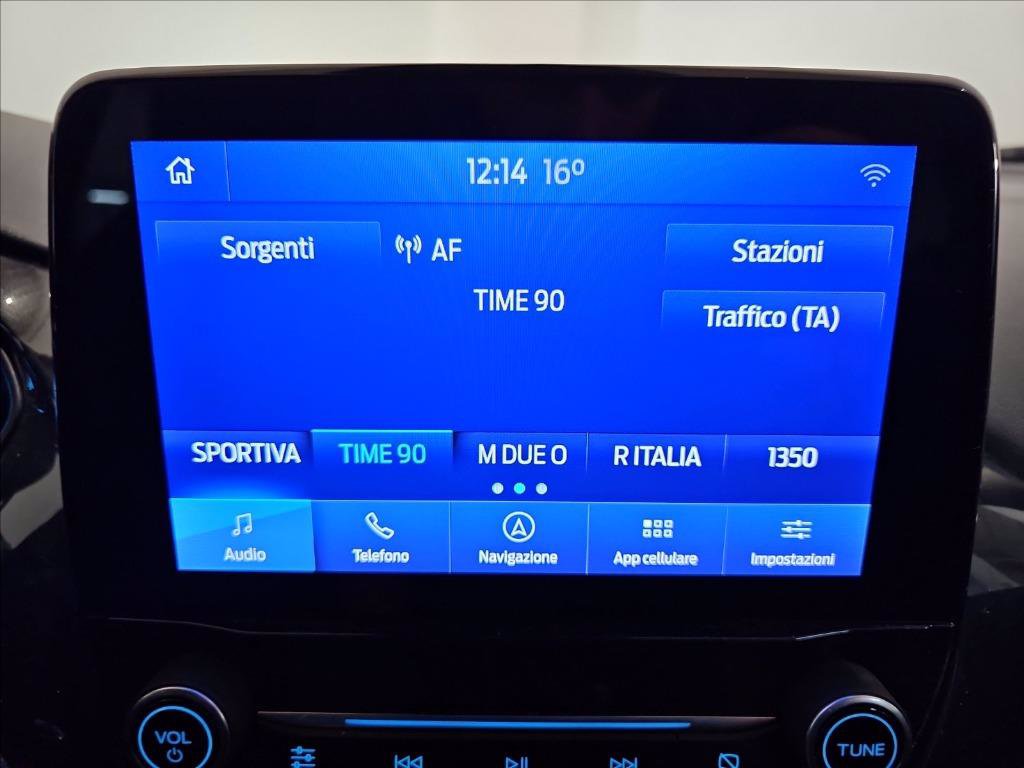 12:14 16º
Sorgenti
AF
Stazioni
TIME 90
Traffico (TA)
SPORTIVA
TIME 90
M DUE O
R ITALIA
1350
Audio
Telefono
Navigazione
App cellulare
Impostazioni
VOL
TUNE